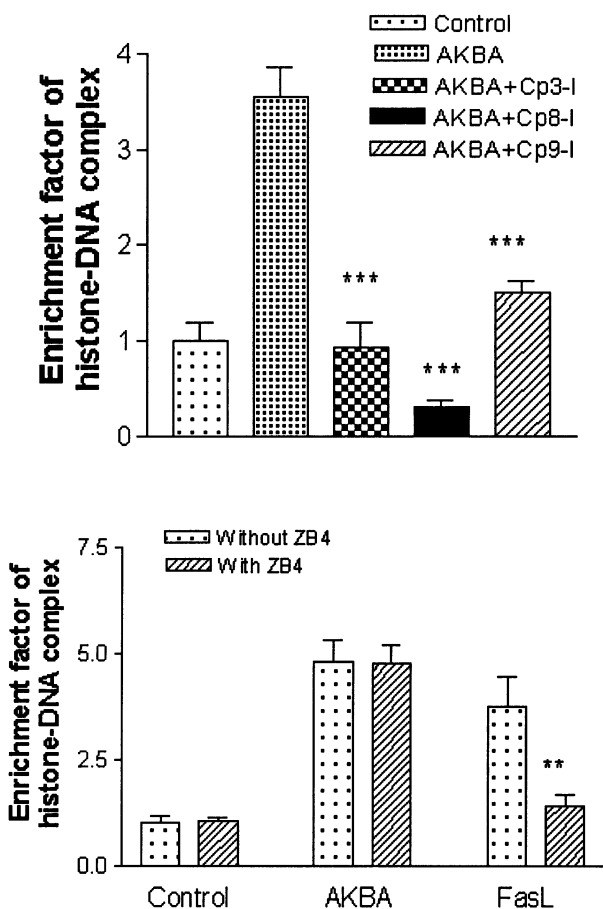 Control
AKBA
AKBA+Cp3-I
AKBA+Cp8-I
AKBA+Cp9-I
Enrichment factor of
histone-DNA complex
4
3
2
1
0
***
***
***
Without ZB4
With ZB4
Enrichment factor of
histone-DNA complex
7.5
5.0
2.5
0.0
**
Control AKBA FasL